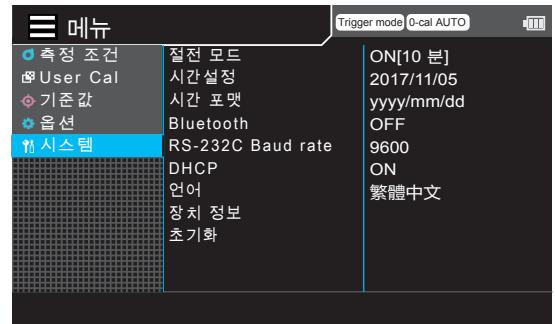 메뉴
Trigger mode 0-cal AUTO
측정 조건
User Cal
기준값
옵션
시스템
절전 모드 ON[10 분]
시간설정 2017/11/05
시간 포맷 yyyy/mm/dd
Bluetooth OFF
RS-232C Baud rate 9600
DHCP ON
언어 繁體中文
장치 정보
초기화